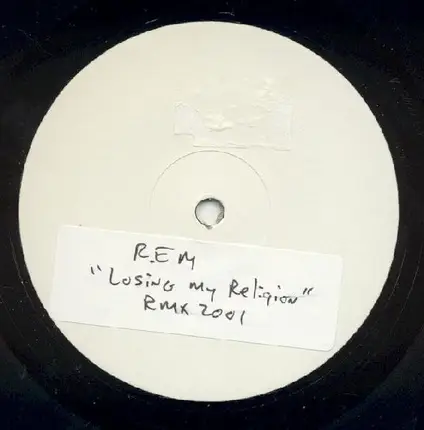 R.E M
"Losing my Religion"
RMX 2001